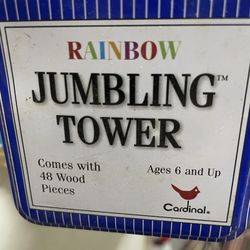 RAINBOW
JUMBLING™
TOWER
Comes with
48 Wood
Pieces
Ages 6 and Up
Cardinal®